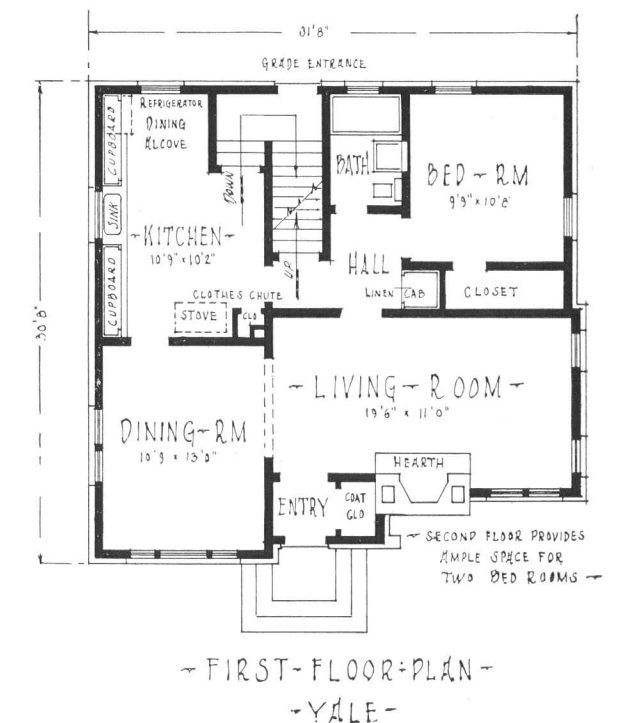 31'8"
GRADE ENTRANCE
REFRIGERATOR
DINING
ALCOVE
CUPBOARD
SINK
CUPBOARD
~KITCHEN~
10'9" x 10'2"
DOWN
UP
BATH
BED~RM
9'9" x 10'8"
HALL
LINEN CAB
CLOSET
CLOTHES CHUTE
STOVE
CLO
30'8"
~LIVING~ROOM~
19'6" x 11'0"
DINING~RM
10'9 x 13'0"
HEARTH
ENTRY
COAT
CLO
~ SECOND FLOOR PROVIDES
AMPLE SPACE FOR
TWO BED ROOMS ~
~FIRST~FLOOR~PLAN~
~YALE~